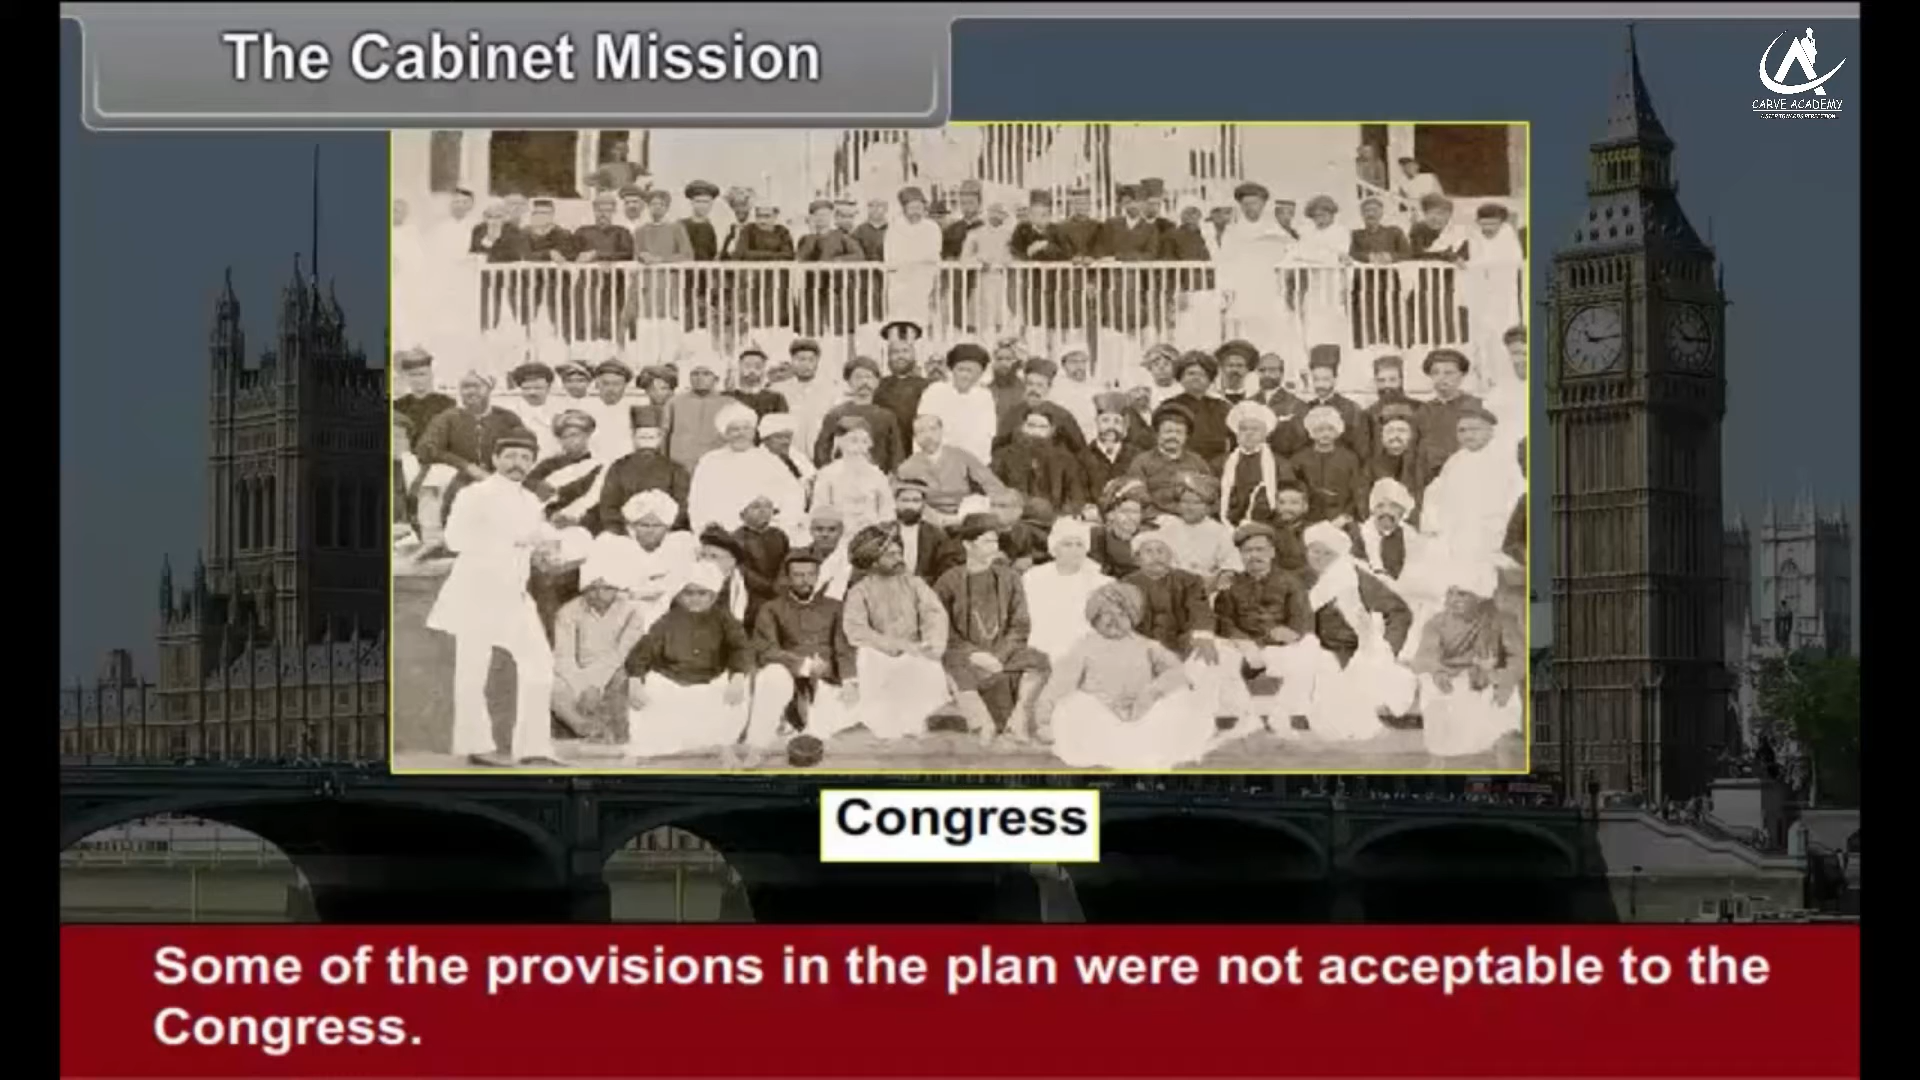 The Cabinet Mission
CARVE ACADEMY
Congress
Some of the provisions in the plan were not acceptable to the
Congress.